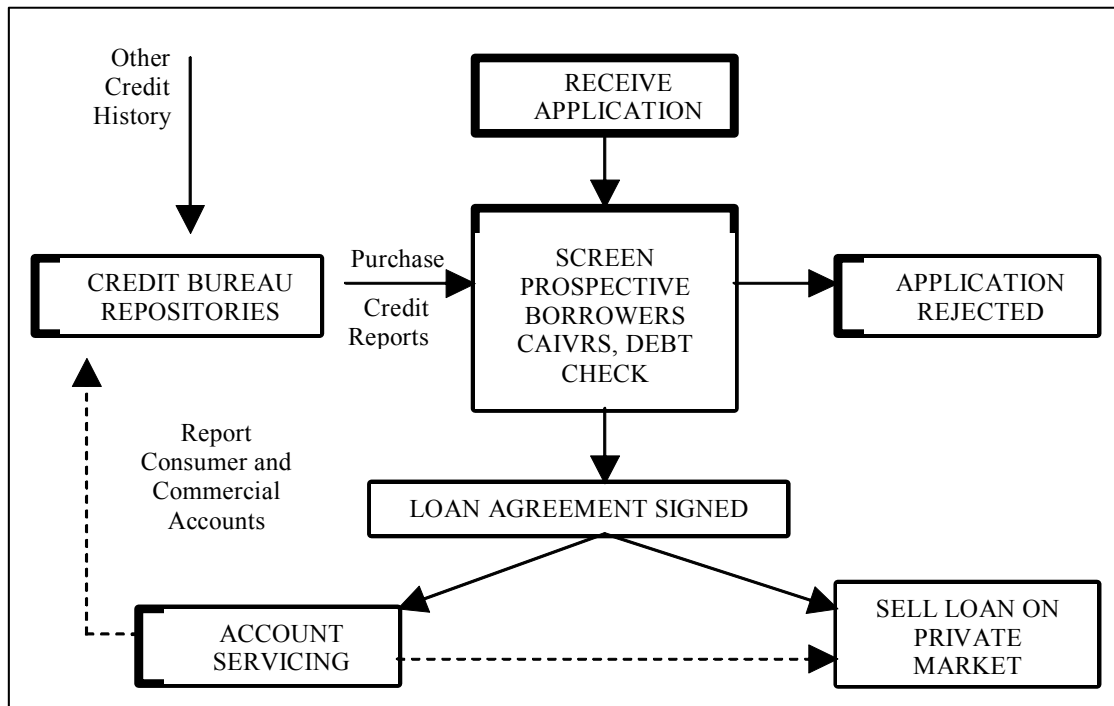 Other
Credit
History
RECEIVE
APPLICATION
CREDIT BUREAU
REPOSITORIES
Purchase
Credit
Reports
SCREEN
PROSPECTIVE
BORROWERS
CAIVRS, DEBT
CHECK
APPLICATION
REJECTED
Report
Consumer and
Commercial
Accounts
LOAN AGREEMENT SIGNED
ACCOUNT
SERVICING
SELL LOAN ON
PRIVATE
MARKET